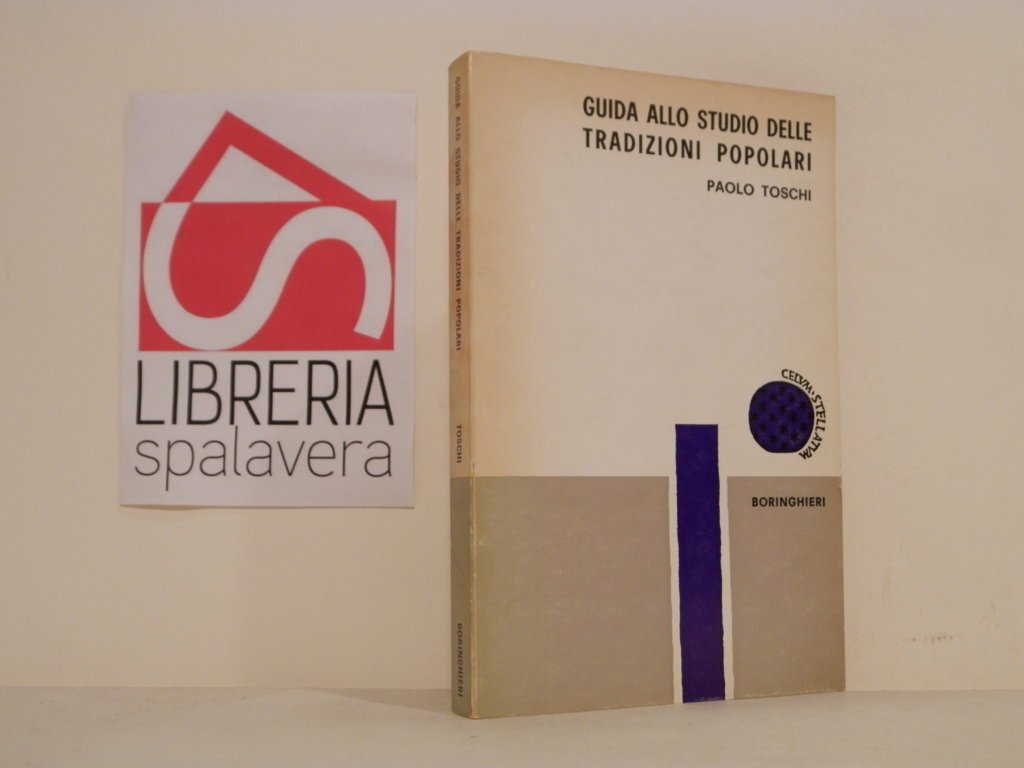 LIBRERIA
spalavera
GUIDA ALLO STUDIO DELLE TRADIZIONI POPOLARI
TOSCHI
BORINGHIERI
GUIDA ALLO STUDIO DELLE
TRADIZIONI POPOLARI
PAOLO TOSCHI
CELVM·STELLATVM
BORINGHIERI